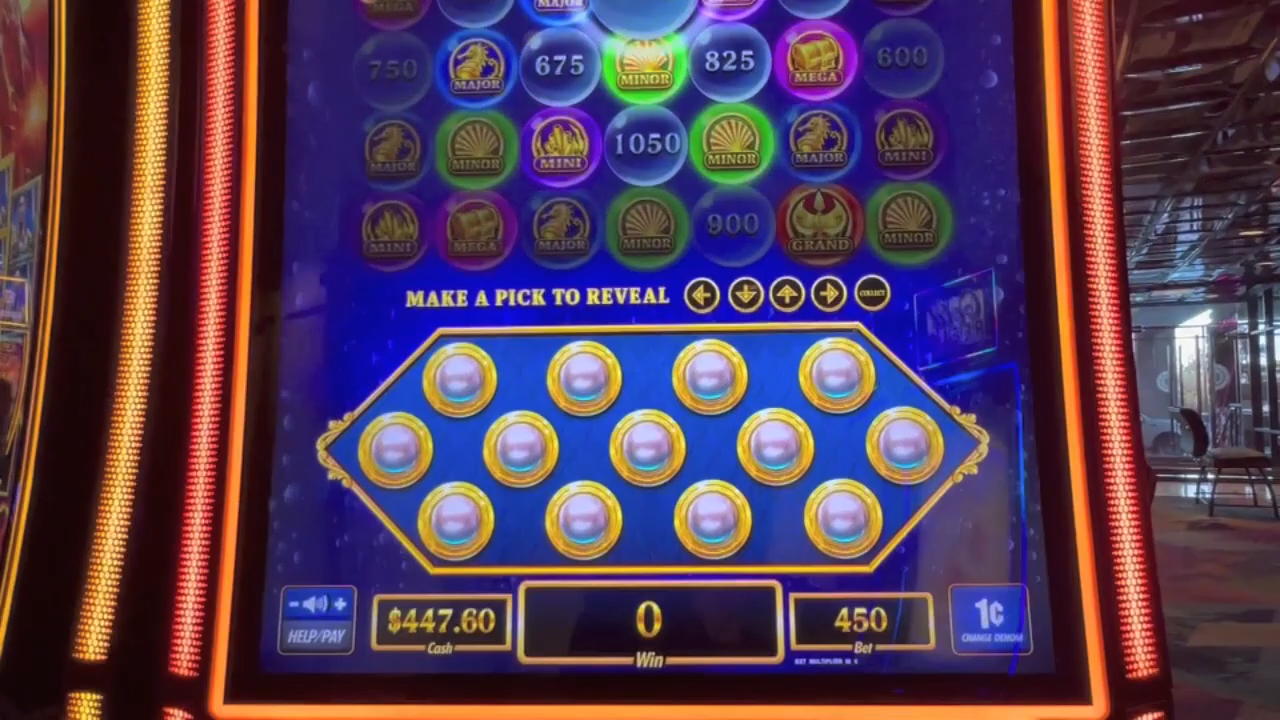 MEGA MAJOR
750 MAJOR 675 MINOR 825 MEGA 600
MAJOR MINOR MINI 1050 MINOR MAJOR MINI
MINI MEGA MAJOR MINOR 900 GRAND MINOR
MAKE A PICK TO REVEAL COLLECT
- + $447.60 0 450 1¢
HELP/PAY Cash Win Bet CHANGE DENOM